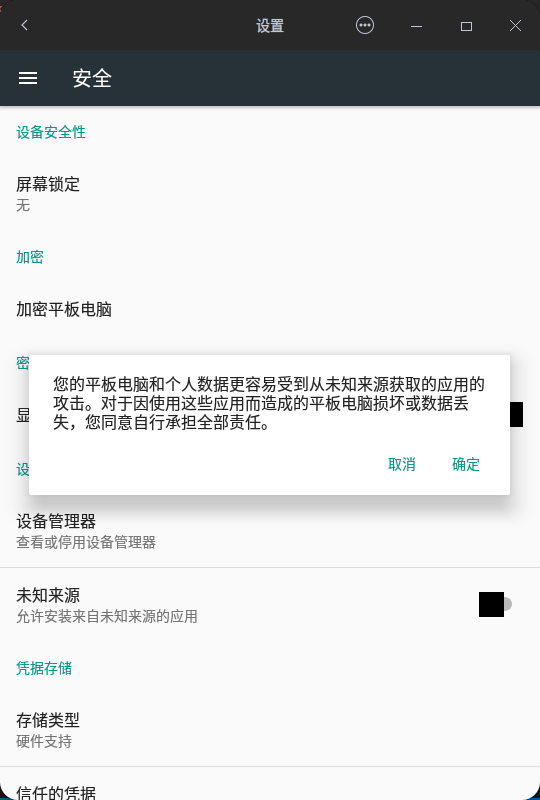 设置
安全
设备安全性
屏幕锁定
无
加密
加密平板电脑
密
您的平板电脑和个人数据更容易受到从未知来源获取的应用的
攻击。对于因使用这些应用而造成的平板电脑损坏或数据丢
失，您同意自行承担全部责任。
显
取消 确定
设
设备管理器
查看或停用设备管理器
未知来源
允许安装来自未知来源的应用
凭据存储
存储类型
硬件支持
信任的凭据